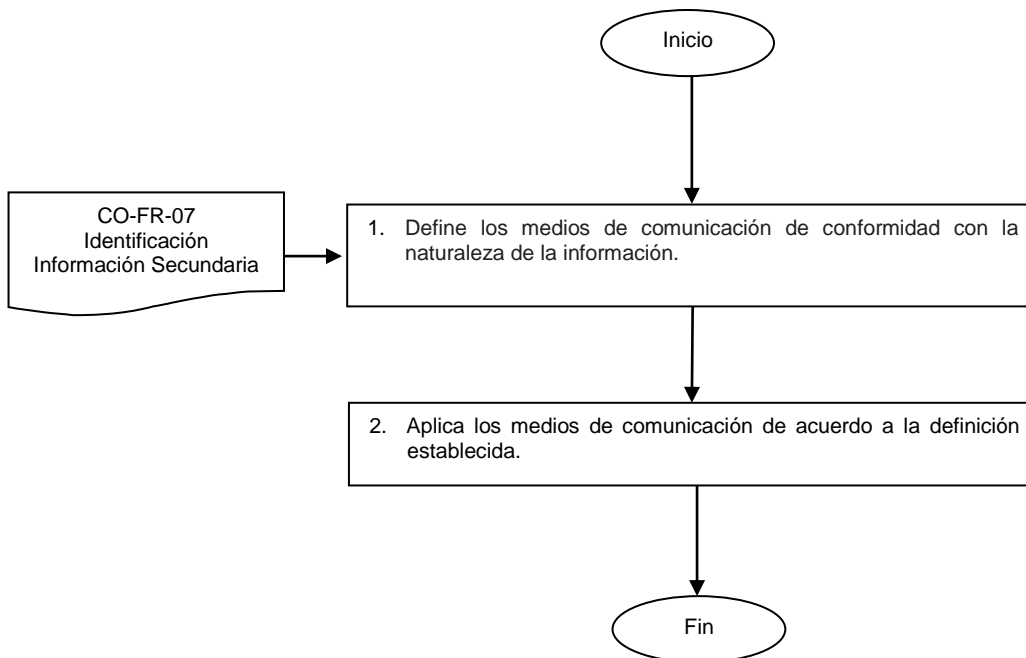 Inicio
CO-FR-07
Identificación
Información Secundaria
1. Define los medios de comunicación de conformidad con la
naturaleza de la información.
2. Aplica los medios de comunicación de acuerdo a la definición
establecida.
Fin